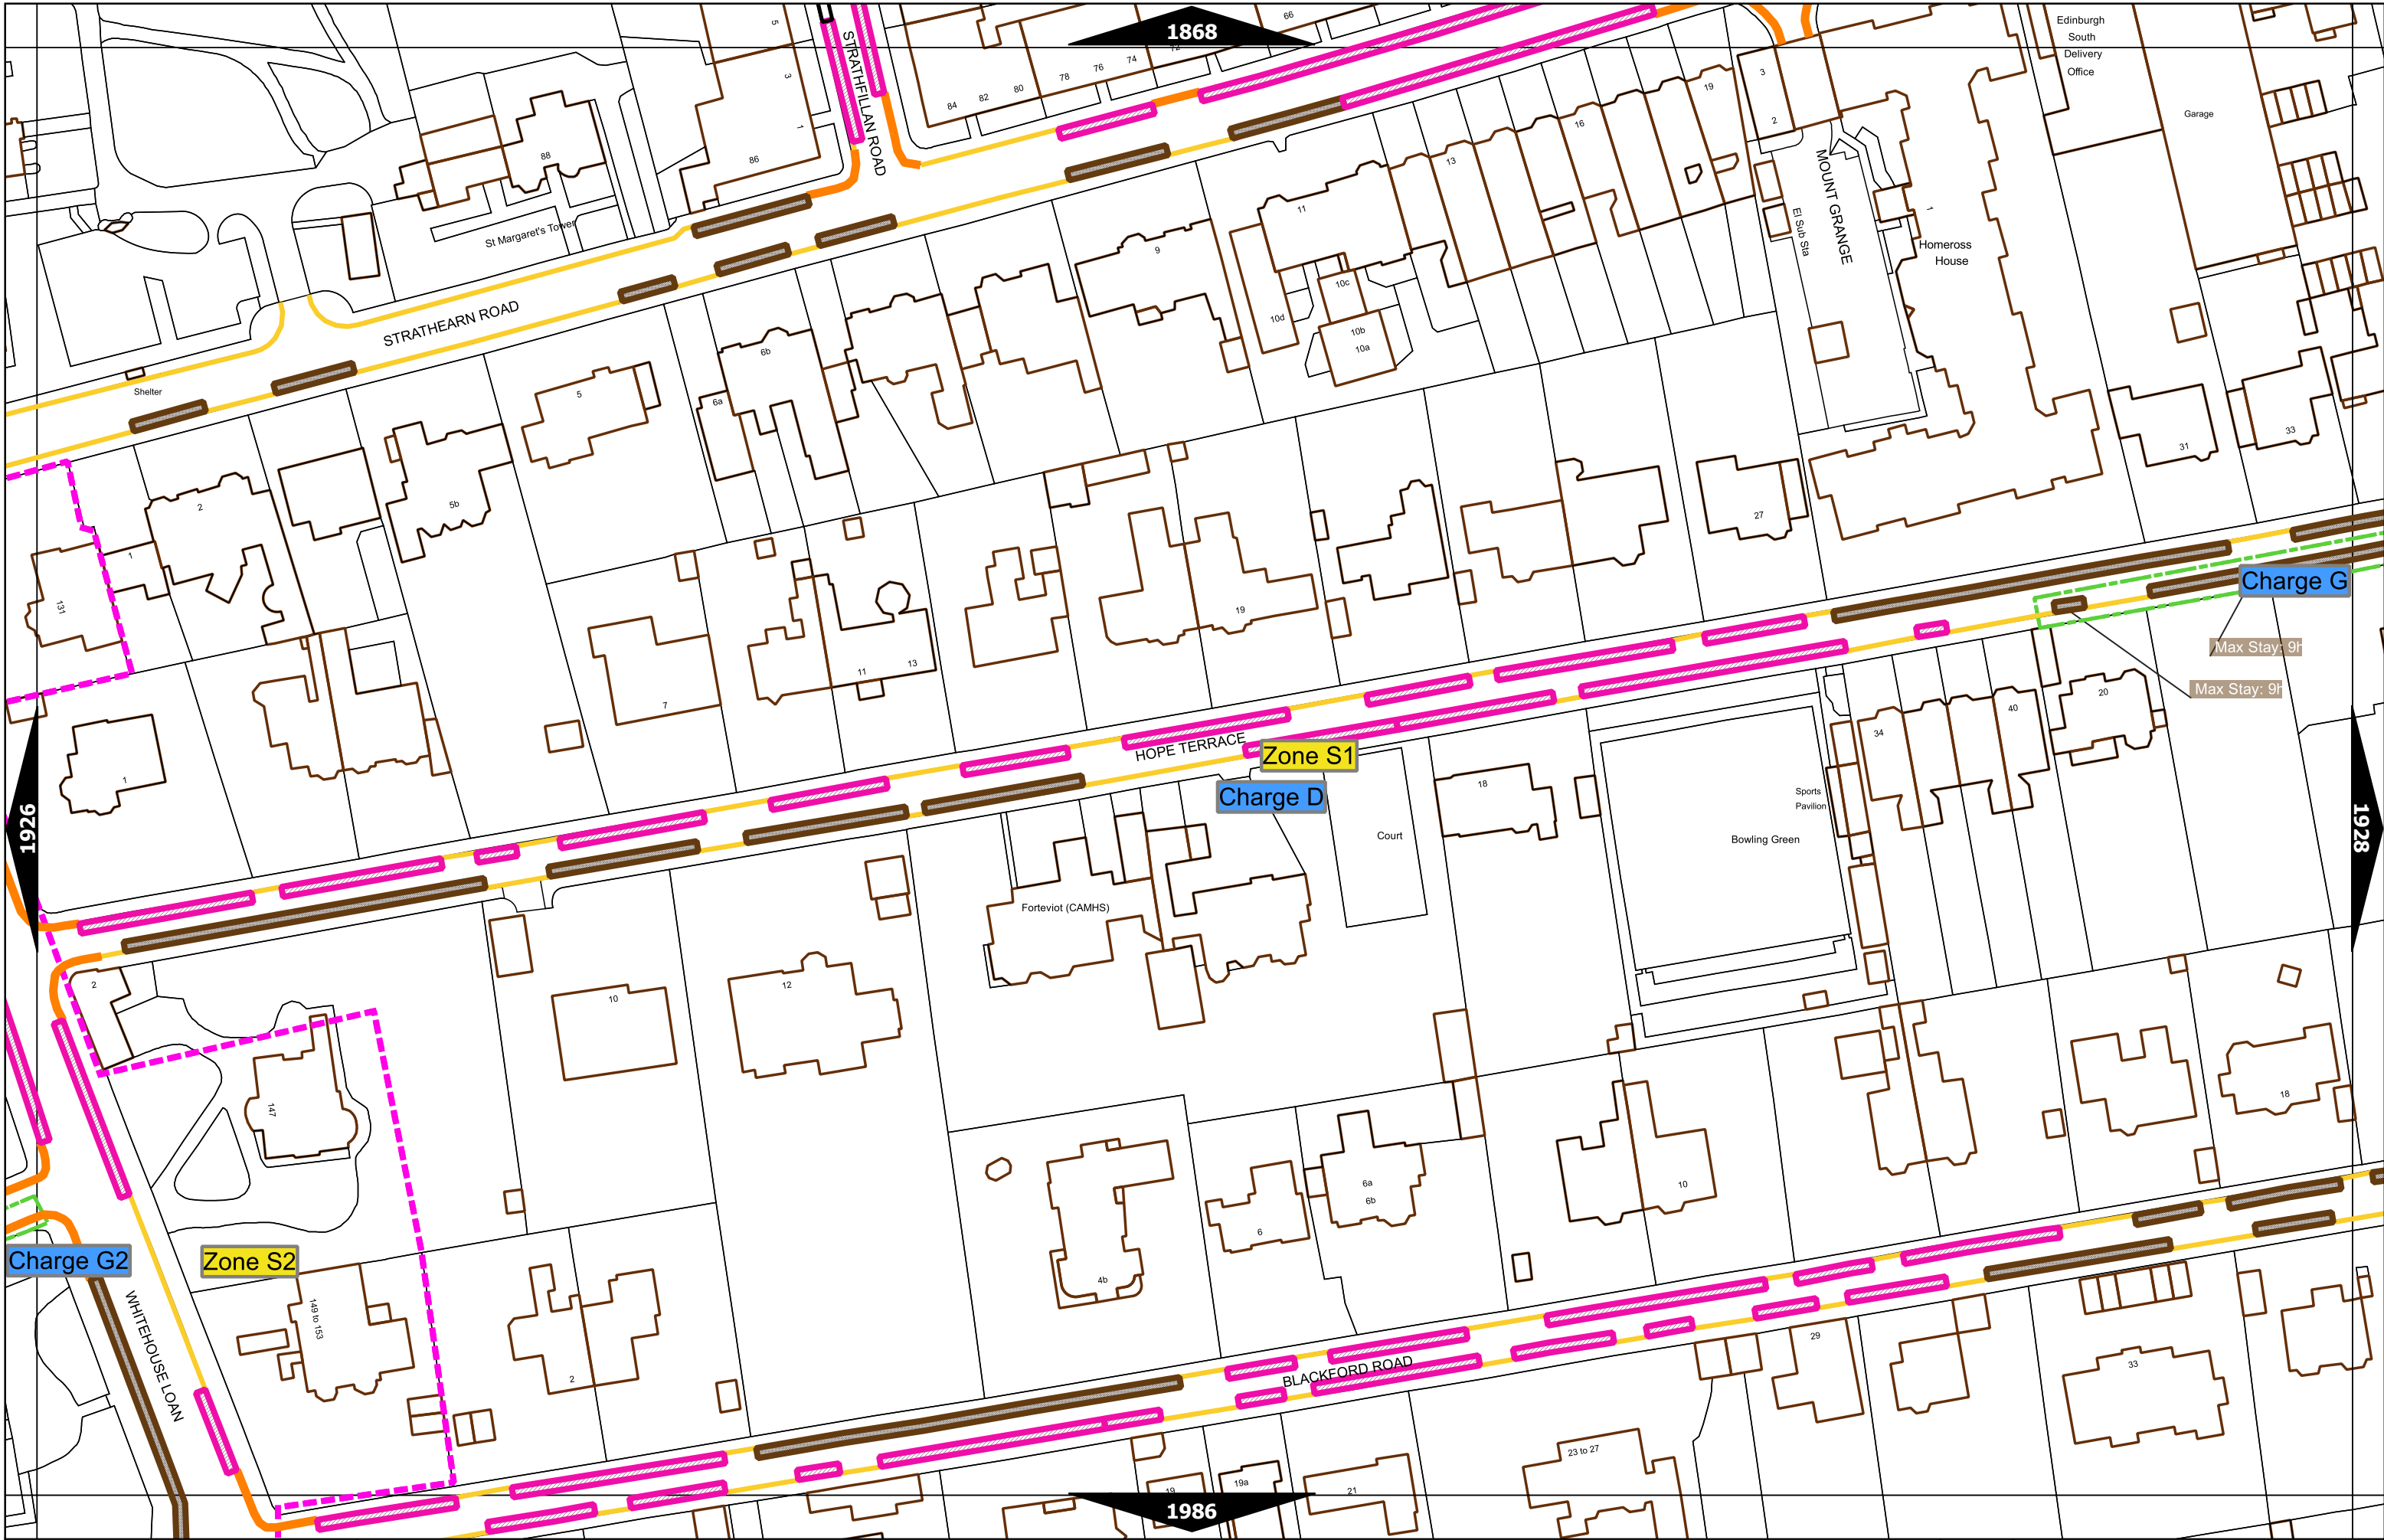 1868
Edinburgh
South
Delivery
Office
Garage
STRATHFILLAN ROAD
5
3
1
66
72
74
76
78
80
82
84
86
88
St Margaret's Tower
STRATHEARN ROAD
Shelter
3
2
19
16
13
11
9
10c
10d
10b
10a
MOUNT GRANGE
El Sub Sta
1
Homeross
House
6b
6a
5
5b
2
1
131
31
33
27
19
11
13
7
1
Charge G
Max Stay: 9h
Max Stay: 9h
20
40
34
HOPE TERRACE
Zone S1
Charge D
18
Court
Sports
Pavilion
Bowling Green
1926
1928
Forteviot (CAMHS)
2
10
12
147
18
6a
6b
6
10
4b
Charge G2
Zone S2
WHITEHOUSE LOAN
149 to 153
2
BLACKFORD ROAD
29
33
23 to 27
21
19a
19
1986